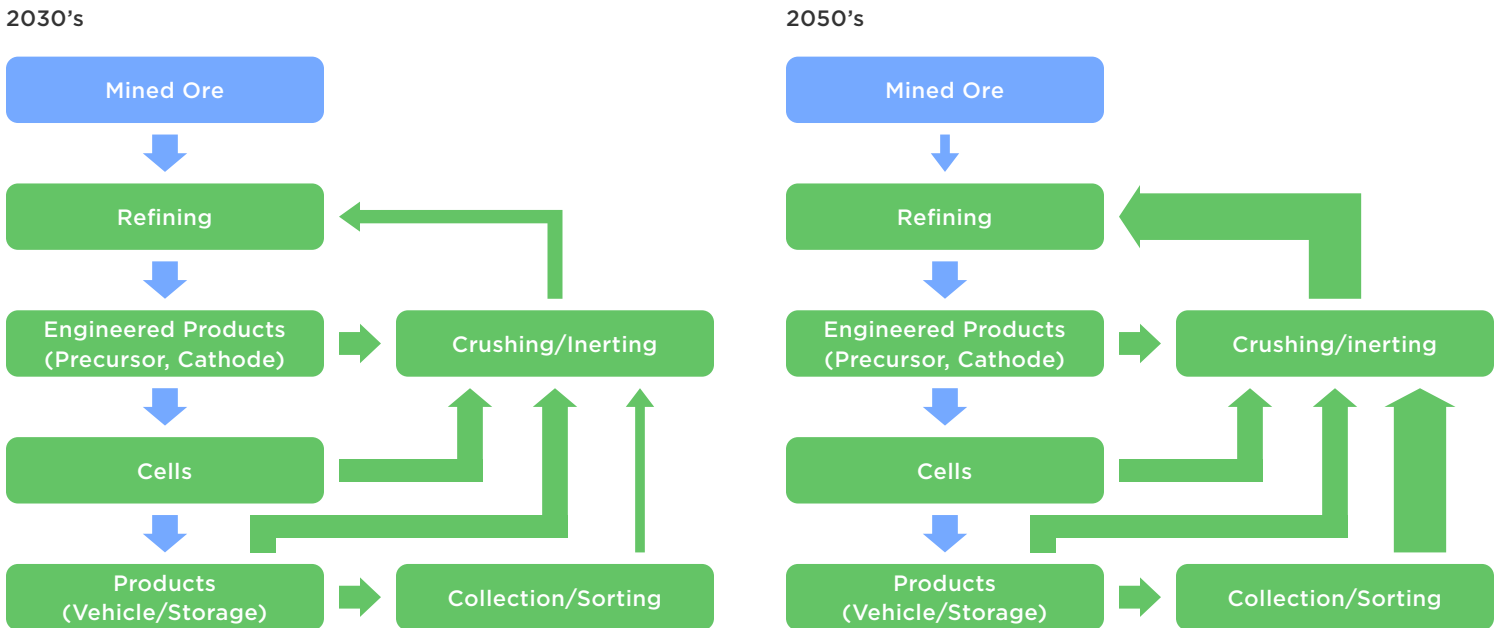 2030's
Mined Ore
Refining
Engineered Products
(Precursor, Cathode)
Crushing/Inerting
Cells
Products
(Vehicle/Storage)
Collection/Sorting
2050's
Mined Ore
Refining
Engineered Products
(Precursor, Cathode)
Crushing/inerting
Cells
Products
(Vehicle/Storage)
Collection/Sorting